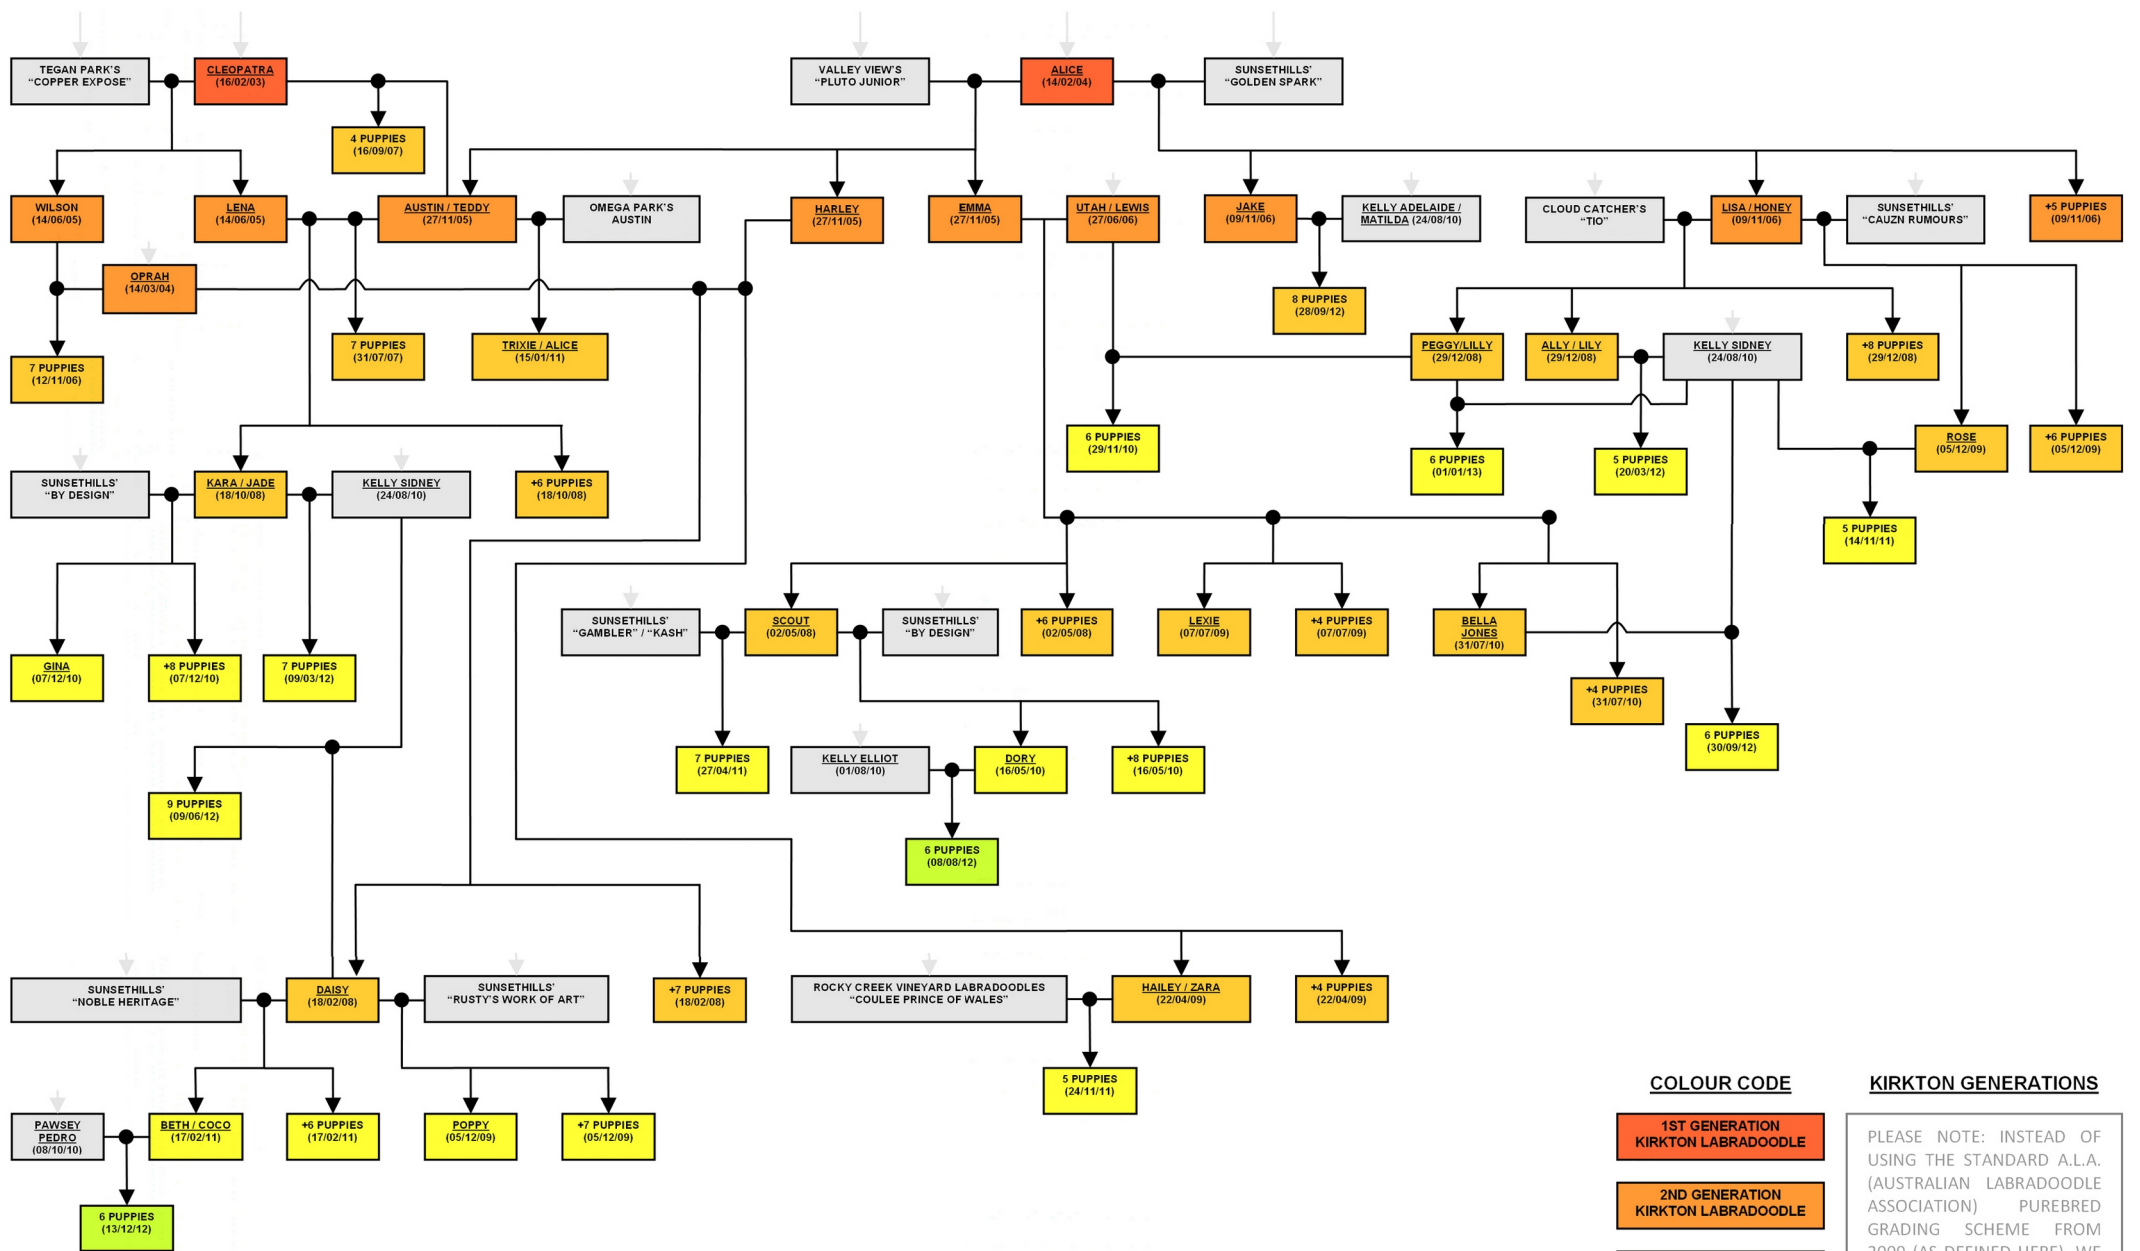 TEGAN PARK'S
“COPPER EXPOSE”
CLEOPATRA
(16/02/03)
VALLEY VIEW'S
“PLUTO JUNIOR”
ALICE
(14/02/04)
SUNSETHILLS'
“GOLDEN SPARK”
4 PUPPIES
(16/09/07)
WILSON
(14/06/05)
LENA
(14/06/05)
AUSTIN / TEDDY
(27/11/05)
OMEGA PARK'S
AUSTIN
HARLEY
(27/11/05)
EMMA
(27/11/05)
UTAH / LEWIS
(27/06/06)
JAKE
(09/11/06)
KELLY ADELAIDE /
MATILDA (24/08/10)
CLOUD CATCHER'S
“TIO”
LISA / HONEY
(09/11/06)
SUNSETHILLS'
“CAUZN RUMOURS”
+5 PUPPIES
(09/11/06)
OPRAH
(14/03/04)
8 PUPPIES
(28/09/12)
7 PUPPIES
(12/11/06)
7 PUPPIES
(31/07/07)
TRIXIE / ALICE
(15/01/11)
PEGGY/LILLY
(29/12/08)
ALLY / LILY
(29/12/08)
KELLY SIDNEY
(24/08/10)
+8 PUPPIES
(29/12/08)
6 PUPPIES
(29/11/10)
6 PUPPIES
(01/01/13)
5 PUPPIES
(20/03/12)
ROSE
(05/12/09)
+6 PUPPIES
(05/12/09)
SUNSETHILLS'
“BY DESIGN”
KARA / JADE
(18/10/08)
KELLY SIDNEY
(24/08/10)
+6 PUPPIES
(18/10/08)
5 PUPPIES
(14/11/11)
SUNSETHILLS'
“GAMBLER” / “KASH”
SCOUT
(02/05/08)
SUNSETHILLS'
“BY DESIGN”
+6 PUPPIES
(02/05/08)
LEXIE
(07/07/09)
+4 PUPPIES
(07/07/09)
BELLA
JONES
(31/07/10)
GINA
(07/12/10)
+8 PUPPIES
(07/12/10)
7 PUPPIES
(09/03/12)
+4 PUPPIES
(31/07/10)
7 PUPPIES
(27/04/11)
KELLY ELLIOT
(01/08/10)
DORY
(16/05/10)
+8 PUPPIES
(16/05/10)
6 PUPPIES
(30/09/12)
9 PUPPIES
(09/06/12)
6 PUPPIES
(08/08/12)
SUNSETHILLS'
“NOBLE HERITAGE”
DAISY
(18/02/08)
SUNSETHILLS'
“RUSTY'S WORK OF ART”
+7 PUPPIES
(18/02/08)
ROCKY CREEK VINEYARD LABRADOODLES
“COULEE PRINCE OF WALES”
HAILEY / ZARA
(22/04/09)
+4 PUPPIES
(22/04/09)
5 PUPPIES
(24/11/11)
PAWSEY
PEDRO
(08/10/10)
BETH / COCO
(17/02/11)
+6 PUPPIES
(17/02/11)
POPPY
(05/12/09)
+7 PUPPIES
(05/12/09)
6 PUPPIES
(13/12/12)
COLOUR CODE
1ST GENERATION
KIRKTON LABRADOODLE
2ND GENERATION
KIRKTON LABRADOODLE
KIRKTON GENERATIONS
PLEASE NOTE: INSTEAD OF
USING THE STANDARD A.L.A.
(AUSTRALIAN LABRADOODLE
ASSOCIATION) PUREBRED
GRADING SCHEME FROM
2009 (AS DEFINED HERE), WE